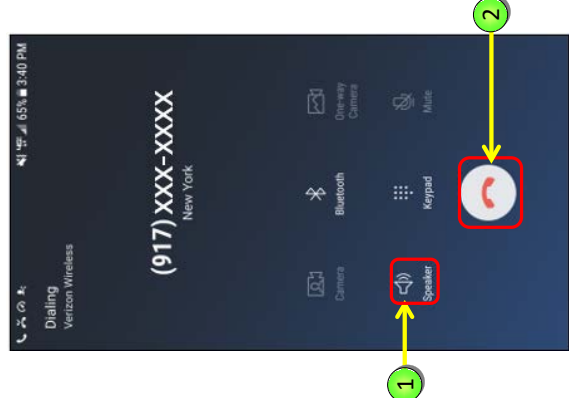 65% 3:40 PM
Dialing
Verizon Wireless
(917) XXX-XXXX
New York
Camera
Bluetooth
One-way
Camera
Speaker
Keypad
Mute
1
2